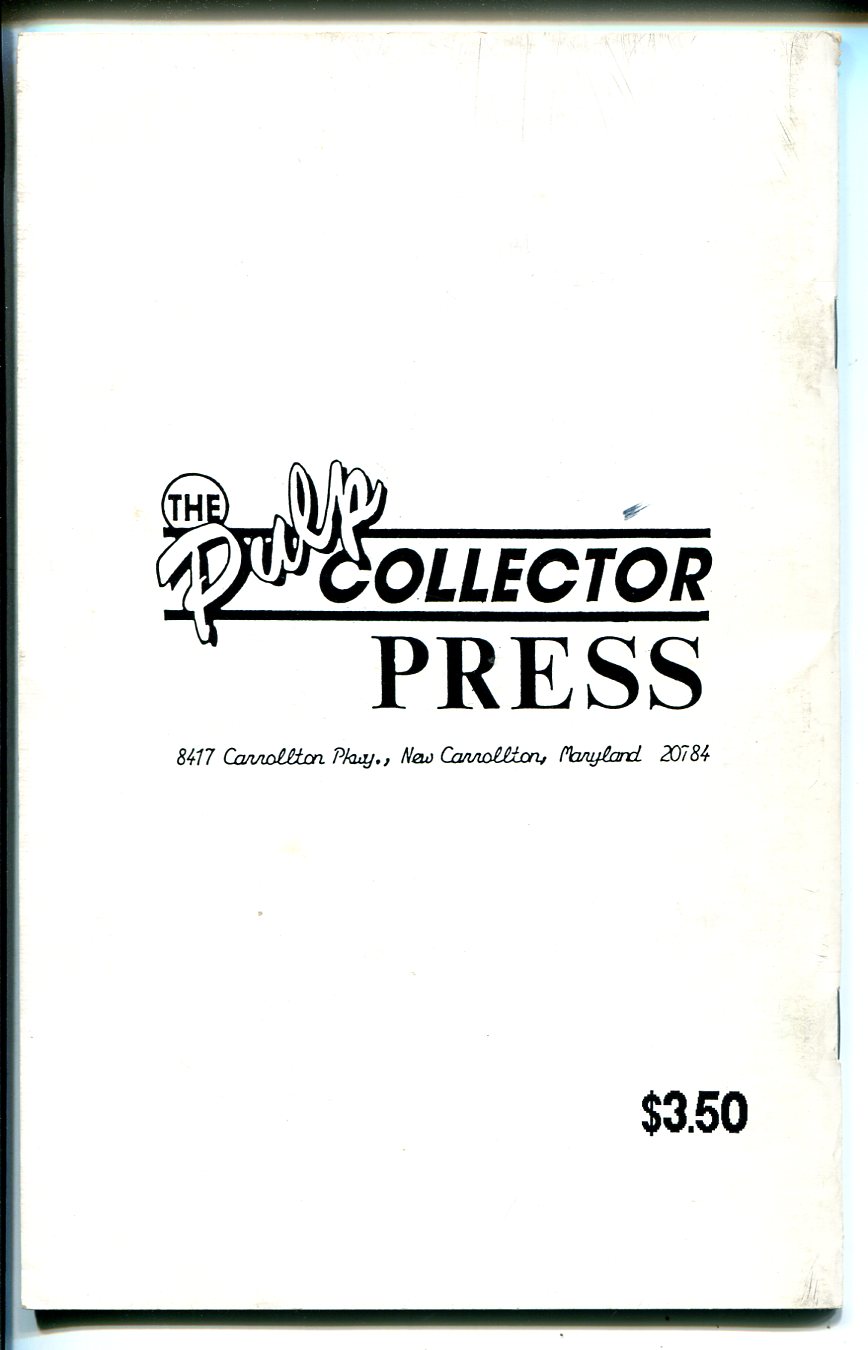 THE
Pulp
COLLECTOR
PRESS
8417 Carrollton Pkwy., New Carrollton, Maryland 20784
$3.50